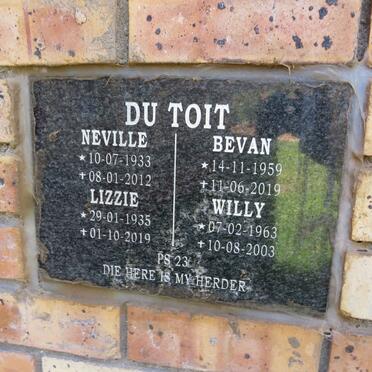 DU TOIT
NEVILLE
★10-07-1933
✝08-01-2012
LIZZIE
★29-01-1935
✝01-10-2019
BEVAN
★14-11-1959
✝11-06-2019
WILLY
★07-02-1963
✝10-08-2003
PS 23
DIE HERE IS MY HERDER